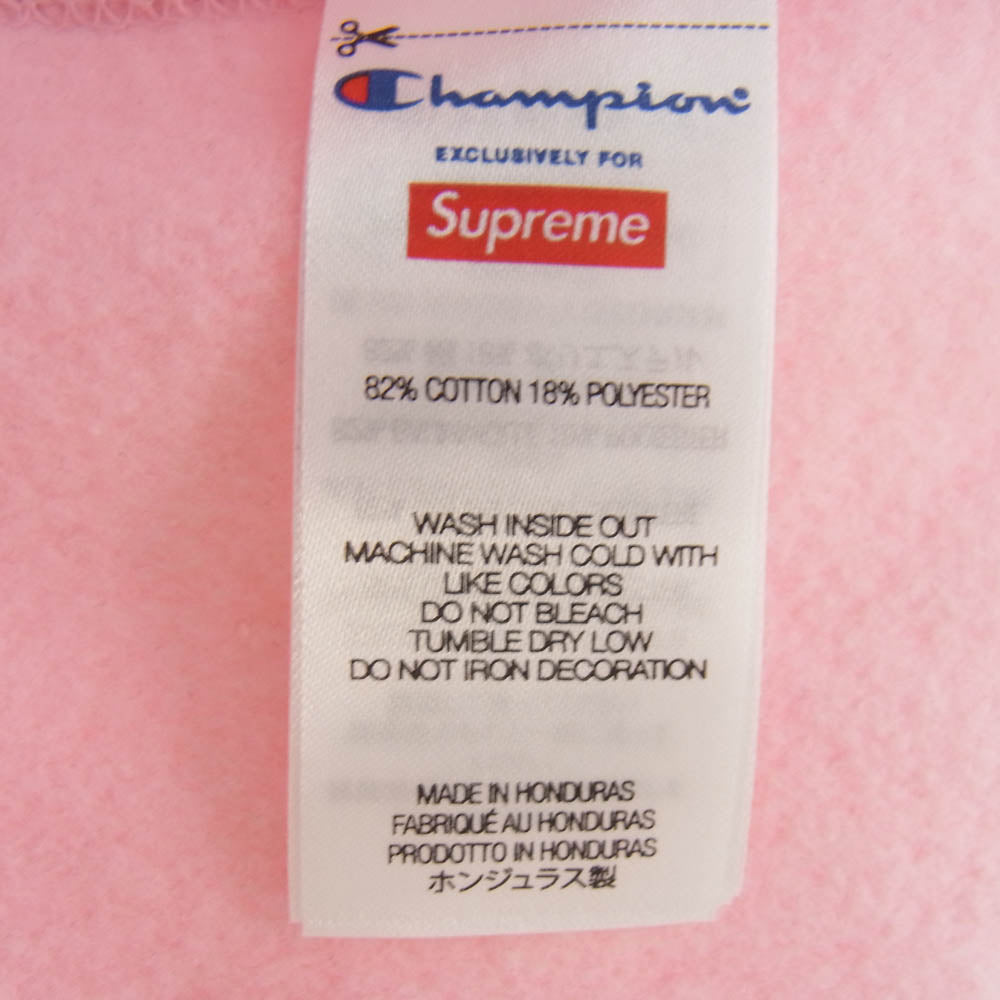 Champion
EXCLUSIVELY FOR
Supreme
82% COTTON 18% POLYESTER
WASH INSIDE OUT
MACHINE WASH COLD WITH
LIKE COLORS
DO NOT BLEACH
TUMBLE DRY LOW
DO NOT IRON DECORATION
MADE IN HONDURAS
FABRIQUÉ AU HONDURAS
PRODOTTO IN HONDURAS
ホンジュラス製